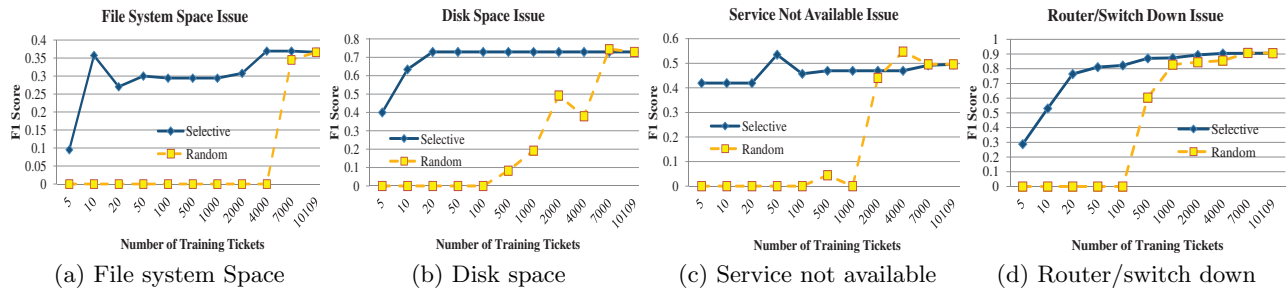 File System Space Issue
F1 Score
0.4
0.35
0.3
0.25
0.2
0.15
0.1
0.05
0
Selective
Random
5 10 20 50 100 500 1000 2000 4000 7000 10109
Number of Training Tickets
(a) File system Space
Disk Space Issue
F1 Score
0.8
0.7
0.6
0.5
0.4
0.3
0.2
0.1
0
Selective
Random
5 10 20 50 100 500 1000 2000 4000 7000 10109
Number of Training Tickets
(b) Disk space
Service Not Available Issue
F1 Score
0.6
0.5
0.4
0.3
0.2
0.1
0
Selective
Random
5 10 20 50 100 500 1000 2000 4000 7000 10109
Number of Training Tickets
(c) Service not available
Router/Switch Down Issue
F1 Score
1
0.9
0.8
0.7
0.6
0.5
0.4
0.3
0.2
0.1
0
Selective
Random
5 10 20 50 100 500 1000 2000 4000 7000 10109
Number of Traning Tickets
(d) Router/switch down